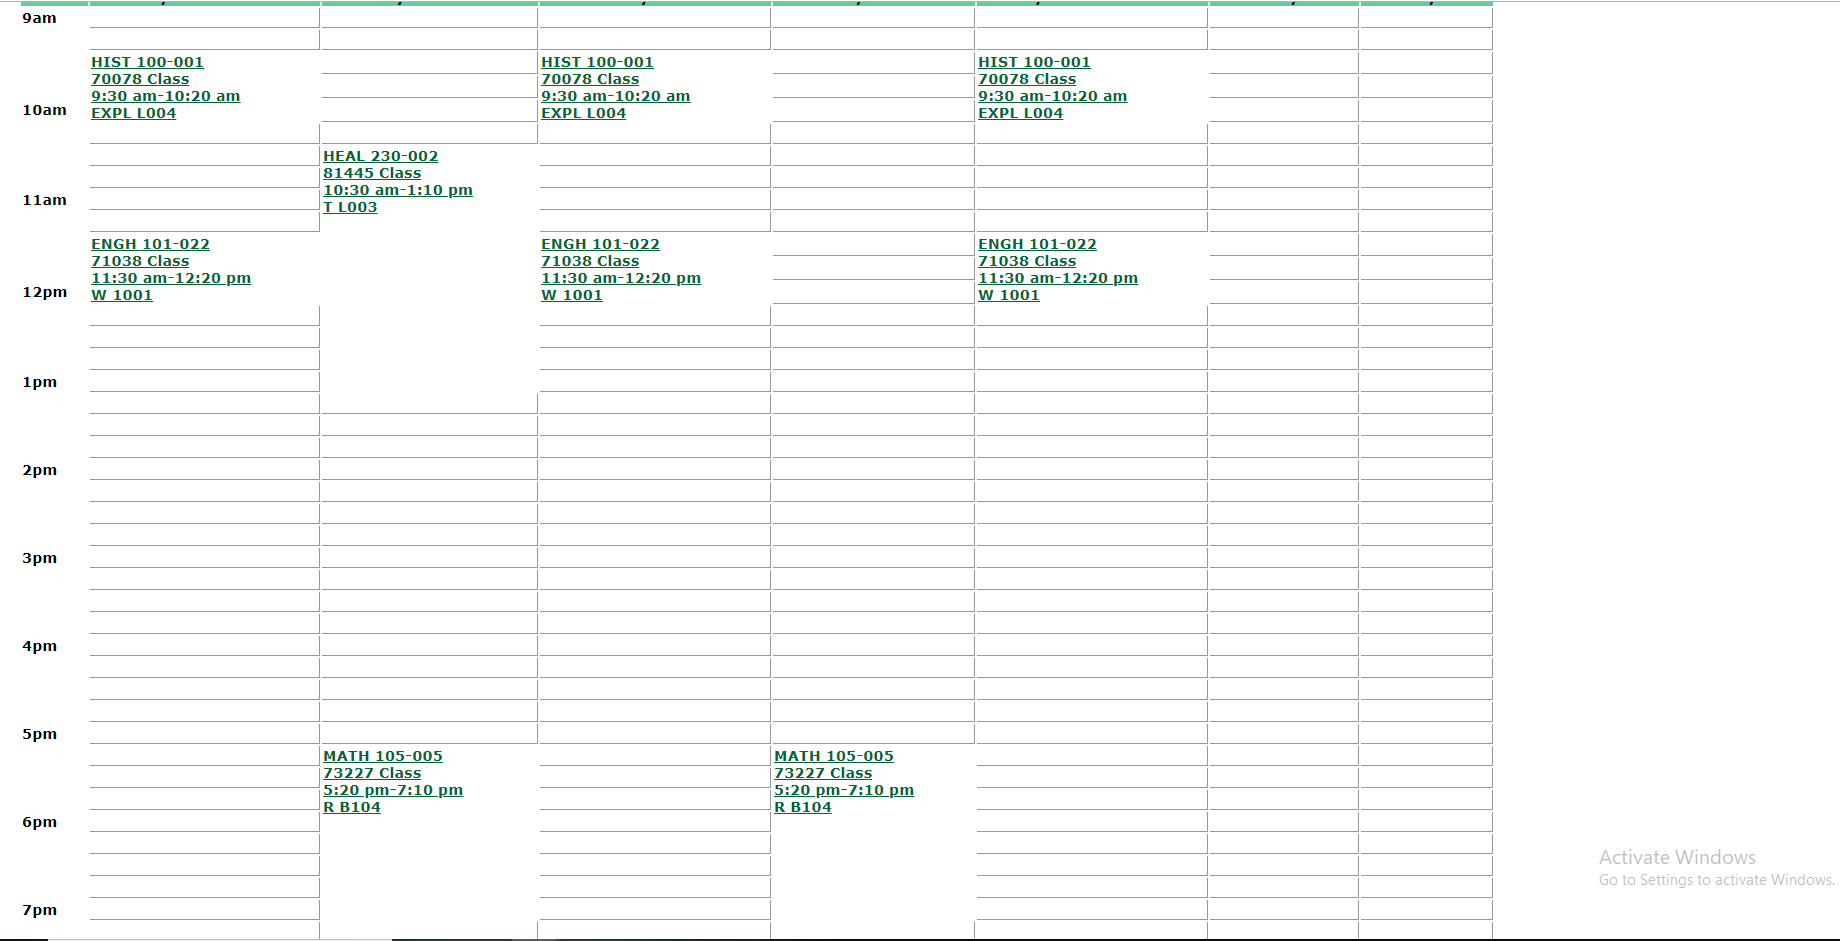 9am
HIST 100-001
70078 Class
9:30 am-10:20 am
EXPL L004
HIST 100-001
70078 Class
9:30 am-10:20 am
EXPL L004
HIST 100-001
70078 Class
9:30 am-10:20 am
EXPL L004
10am
HEAL 230-002
81445 Class
10:30 am-1:10 pm
T L003
11am
ENGH 101-022
71038 Class
11:30 am-12:20 pm
W 1001
ENGH 101-022
71038 Class
11:30 am-12:20 pm
W 1001
ENGH 101-022
71038 Class
11:30 am-12:20 pm
W 1001
12pm
1pm
2pm
3pm
4pm
5pm
MATH 105-005
73227 Class
5:20 pm-7:10 pm
R B104
MATH 105-005
73227 Class
5:20 pm-7:10 pm
R B104
6pm
7pm
Activate Windows
Go to Settings to activate Windows.